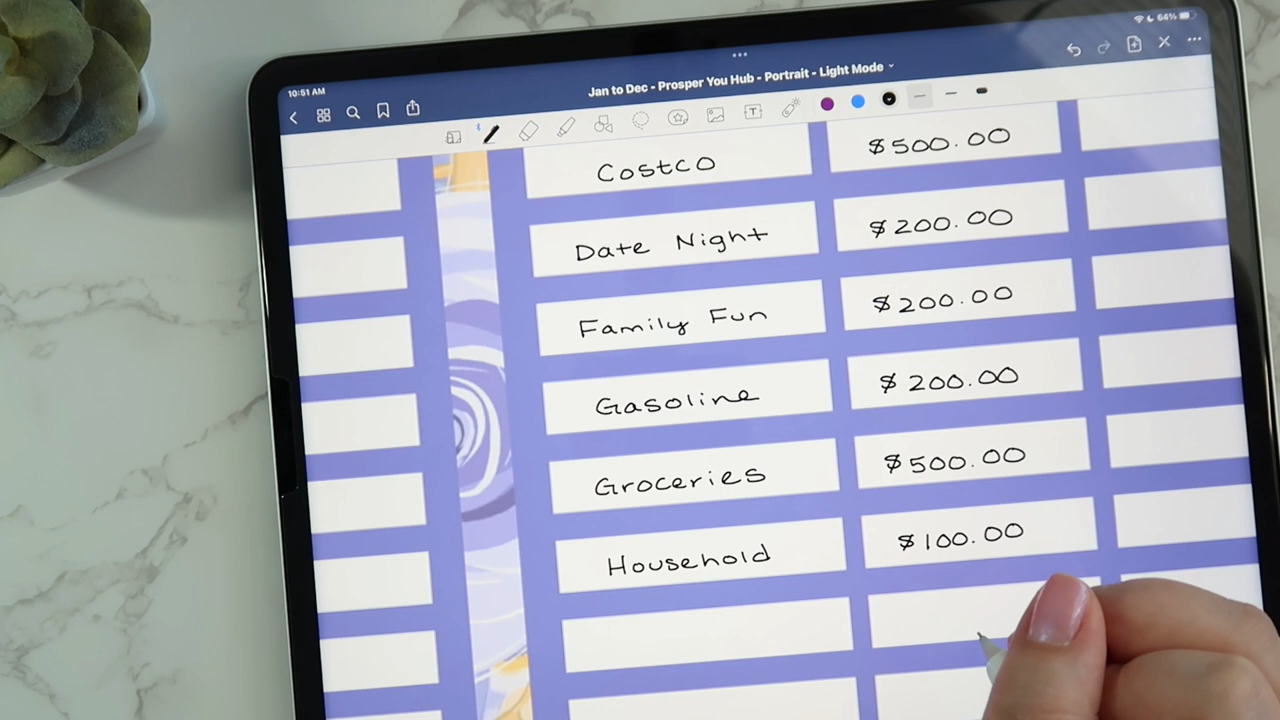 10:51 AM
64%
Jan to Dec - Prosper You Hub - Portrait - Light Mode
Costco $500.00
Date Night $200.00
Family Fun $200.00
Gasoline $200.00
Groceries $500.00
Household $100.00